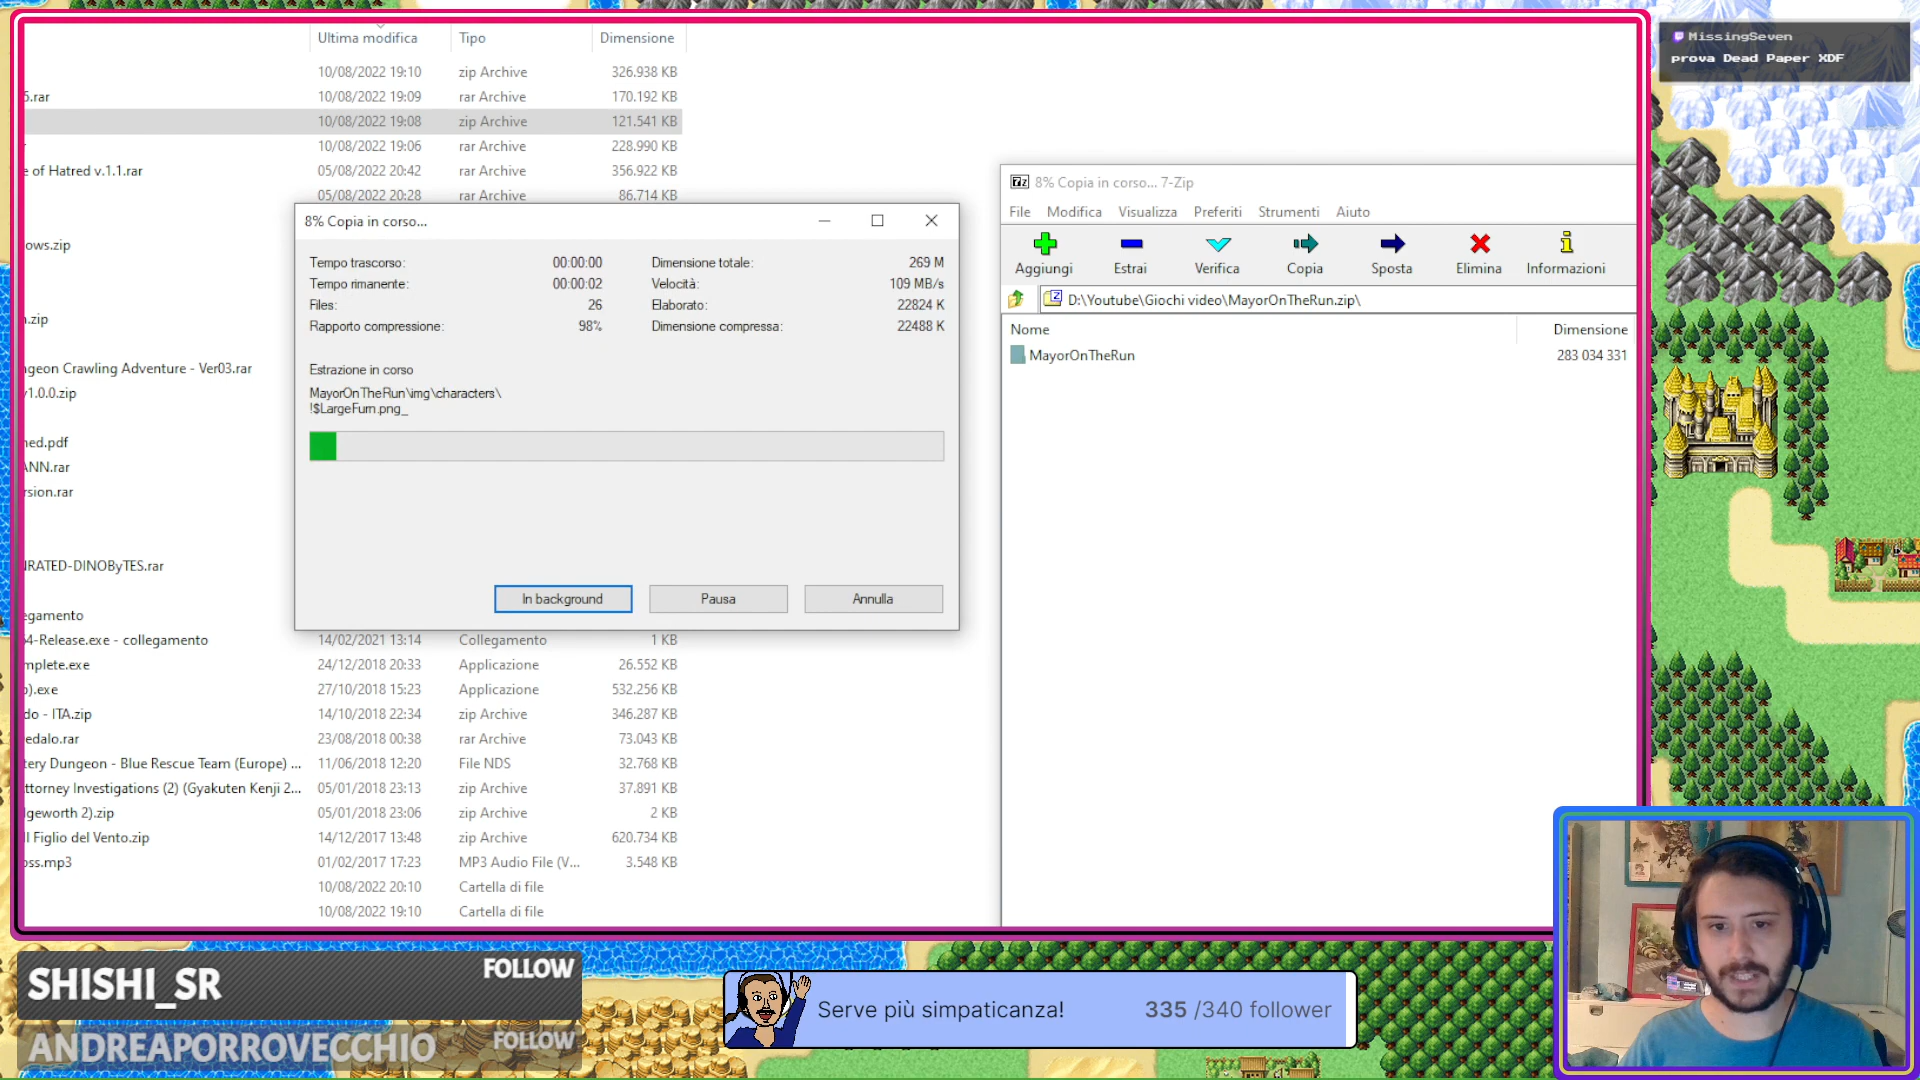 Ultima modifica Tipo Dimensione
10/08/2022 19:10 zip Archive 326.938 KB
.rar 10/08/2022 19:09 rar Archive 170.192 KB
10/08/2022 19:08 zip Archive 121.541 KB
10/08/2022 19:06 rar Archive 228.990 KB
e of Hatred v.1.1.rar 05/08/2022 20:42 rar Archive 356.922 KB
05/08/2022 20:28 rar Archive 86.714 KB
ows.zip
.zip
ngeon Crawling Adventure - Ver03.rar
1.0.0.zip
ned.pdf
ANN.rar
rsion.rar
RATED-DINOByTES.rar
egamento
4-Release.exe - collegamento 14/02/2021 13:14 Collegamento 1 KB
mplete.exe 24/12/2018 20:33 Applicazione 26.552 KB
).exe 27/10/2018 15:23 Applicazione 532.256 KB
do - ITA.zip 14/10/2018 22:34 zip Archive 346.287 KB
edalo.rar 23/08/2018 00:38 rar Archive 73.043 KB
tery Dungeon - Blue Rescue Team (Europe) ... 11/06/2018 12:20 File NDS 32.768 KB
ttorney Investigations (2) (Gyakuten Kenji 2... 05/01/2018 23:13 zip Archive 37.891 KB
lgeworth 2).zip 05/01/2018 23:06 zip Archive 2 KB
Il Figlio del Vento.zip 14/12/2017 13:48 zip Archive 620.734 KB
oss.mp3 01/02/2017 17:23 MP3 Audio File (V... 3.548 KB
10/08/2022 20:10 Cartella di file
10/08/2022 19:10 Cartella di file
8% Copia in corso...
Tempo trascorso: 00:00:00 Dimensione totale: 269 M
Tempo rimanente: 00:00:02 Velocità: 109 MB/s
Files: 26 Elaborato: 22824 K
Rapporto compressione: 98% Dimensione compressa: 22488 K
Estrazione in corso
MayorOnTheRun\img\characters\
!$LargeFurn.png_
In background Pausa Annulla
7z 8% Copia in corso... 7-Zip
File Modifica Visualizza Preferiti Strumenti Aiuto
Aggiungi Estrai Verifica Copia Sposta Elimina Informazioni
D:\Youtube\Giochi video\MayorOnTheRun.zip\
Nome Dimensione
MayorOnTheRun 283 034 331
MissingSeven
prova Dead Paper XDF
SHISHI_SR FOLLOW
ANDREAPORROVECCHIO FOLLOW
Serve più simpaticanza! 335 /340 follower